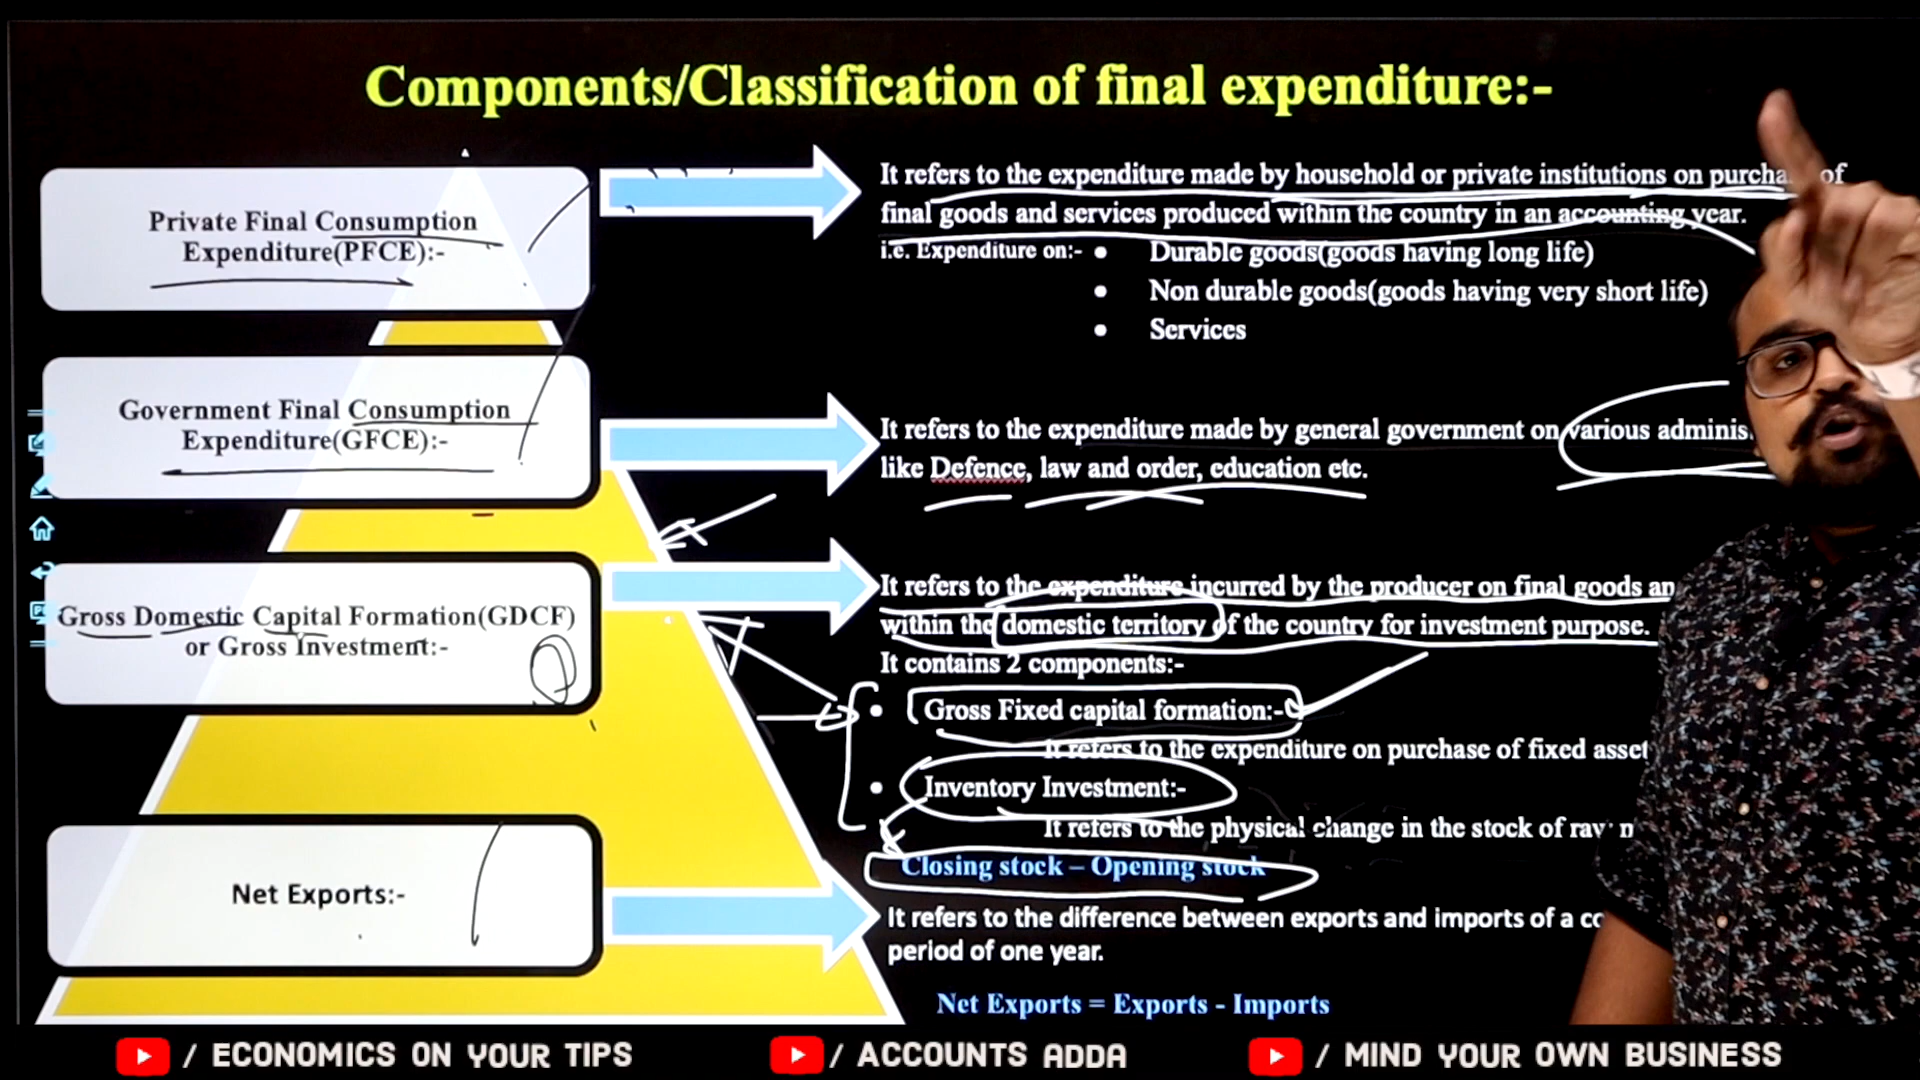 Components/Classification of final expenditure:-
Private Final Consumption
Expenditure(PFCE):-
It refers to the expenditure made by household or private institutions on of
final goods and services produced within the country in an accounting year.
i.e. Expenditure on:- • Durable goods(goods having long life)
• Non durable goods(goods having very short life)
• Services
Government Final Consumption
Expenditure(GFCE):-
It refers to the expenditure made by general government on various
like Defence, law and order, education etc.
Gross Domestic Capital Formation(GDCF)
or Gross Investment:-
It refers to the expenditure incurred by the producer on final goods
within the domestic territory of the country for investment purpose.
It contains 2 components:-
• Gross Fixed capital formation:-
It refers to the expenditure on purchase of fixed asset
• Inventory Investment:-
It refers to the physical change in the stock of
Closing stock – Opening stock
Net Exports:-
It refers to the difference between exports and imports of a
period of one year.
Net Exports = Exports - Imports
/ ECONOMICS ON YOUR TIPS
/ ACCOUNTS ADDA
/ MIND YOUR OWN BUSINESS